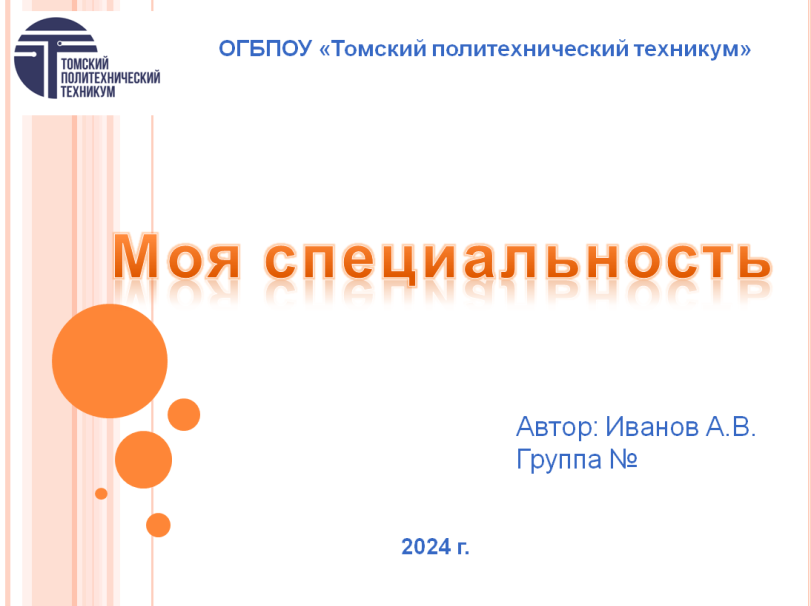 ТОМСКИЙ
ПОЛИТЕХНИЧЕСКИЙ
ТЕХНИКУМ
ОГБПОУ «Томский политехнический техникум»
Моя специальность
Автор: Иванов А.В.
Группа №
2024 г.